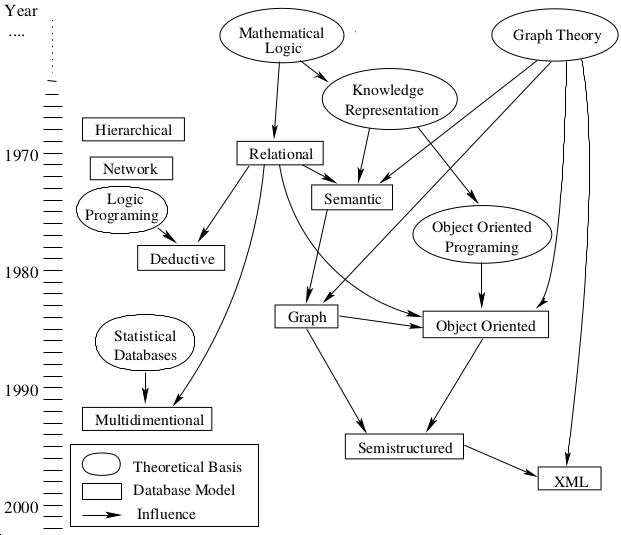 Year
....
Mathematical
Logic
Graph Theory
Knowledge
Representation
Hierarchical
1970
Relational
Network
Logic
Programing
Semantic
Object Oriented
Programing
Deductive
1980
Graph
Object Oriented
Statistical
Databases
1990
Multidimentional
Semistructured
XML
Theoretical Basis
Database Model
Influence
2000